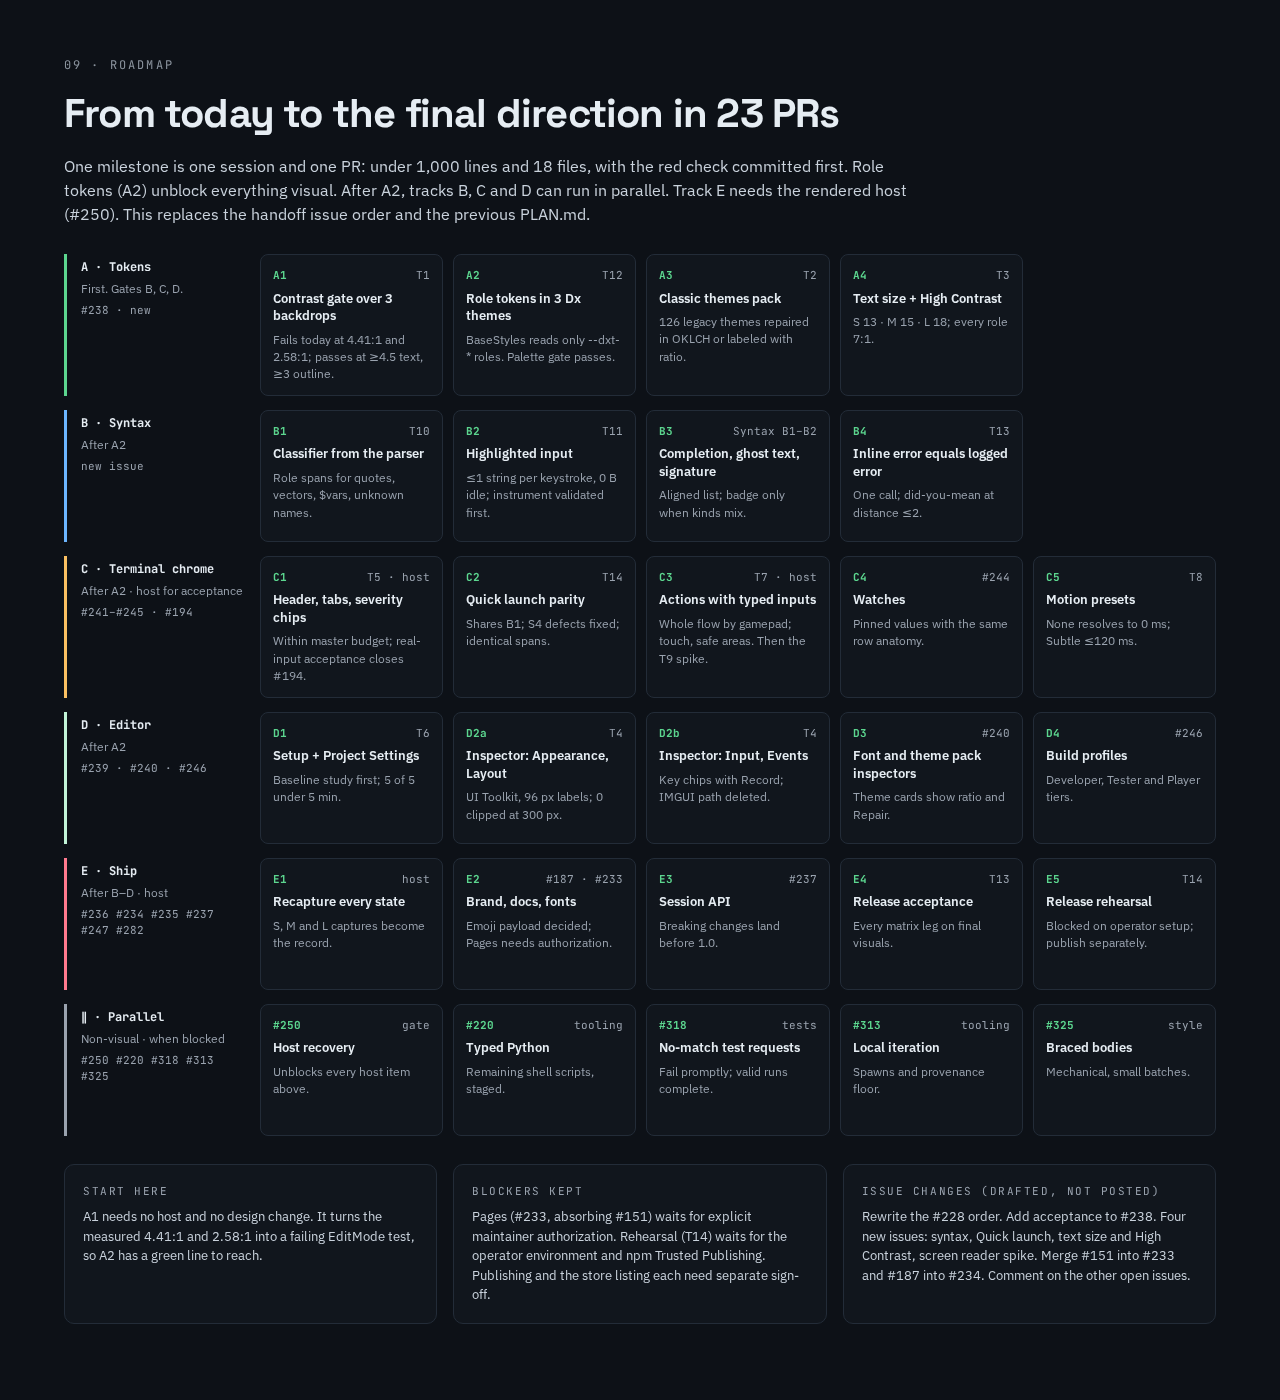 09 · ROADMAP
From today to the final direction in 23 PRs
One milestone is one session and one PR: under 1,000 lines and 18 files, with the red check committed first. Role
tokens (A2) unblock everything visual. After A2, tracks B, C and D can run in parallel. Track E needs the rendered host
(#250). This replaces the handoff issue order and the previous PLAN.md.
A · Tokens
First. Gates B, C, D.
#238 · new
A1 T1
Contrast gate over 3
backdrops
Fails today at 4.41:1 and
2.58:1; passes at ≥4.5 text,
≥3 outline.
A2 T12
Role tokens in 3 Dx
themes
BaseStyles reads only --dxt-
* roles. Palette gate passes.
A3 T2
Classic themes pack
126 legacy themes repaired
in OKLCH or labeled with
ratio.
A4 T3
Text size + High Contrast
S 13 · M 15 · L 18; every role
7:1.
B · Syntax
After A2
new issue
B1 T10
Classifier from the parser
Role spans for quotes,
vectors, $vars, unknown
names.
B2 T11
Highlighted input
≤1 string per keystroke, 0 B
idle; instrument validated
first.
B3 Syntax B1–B2
Completion, ghost text,
signature
Aligned list; badge only
when kinds mix.
B4 T13
Inline error equals logged
error
One call; did-you-mean at
distance ≤2.
C · Terminal chrome
After A2 · host for acceptance
#241–#245 · #194
C1 T5 · host
Header, tabs, severity
chips
Within master budget; real-
input acceptance closes
#194.
C2 T14
Quick launch parity
Shares B1; S4 defects fixed;
identical spans.
C3 T7 · host
Actions with typed inputs
Whole flow by gamepad;
touch, safe areas. Then the
T9 spike.
C4 #244
Watches
Pinned values with the same
row anatomy.
C5 T8
Motion presets
None resolves to 0 ms;
Subtle ≤120 ms.
D · Editor
After A2
#239 · #240 · #246
D1 T6
Setup + Project Settings
Baseline study first; 5 of 5
under 5 min.
D2a T4
Inspector: Appearance,
Layout
UI Toolkit, 96 px labels; 0
clipped at 300 px.
D2b T4
Inspector: Input, Events
Key chips with Record;
IMGUI path deleted.
D3 #240
Font and theme pack
inspectors
Theme cards show ratio and
Repair.
D4 #246
Build profiles
Developer, Tester and Player
tiers.
E · Ship
After B–D · host
#236 #234 #235 #237
#247 #282
E1 host
Recapture every state
S, M and L captures become
the record.
E2 #187 · #233
Brand, docs, fonts
Emoji payload decided;
Pages needs authorization.
E3 #237
Session API
Breaking changes land
before 1.0.
E4 T13
Release acceptance
Every matrix leg on final
visuals.
E5 T14
Release rehearsal
Blocked on operator setup;
publish separately.
‖ · Parallel
Non-visual · when blocked
#250 #220 #318 #313
#325
#250 gate
Host recovery
Unblocks every host item
above.
#220 tooling
Typed Python
Remaining shell scripts,
staged.
#318 tests
No-match test requests
Fail promptly; valid runs
complete.
#313 tooling
Local iteration
Spawns and provenance
floor.
#325 style
Braced bodies
Mechanical, small batches.
START HERE
A1 needs no host and no design change. It turns the
measured 4.41:1 and 2.58:1 into a failing EditMode test,
so A2 has a green line to reach.
BLOCKERS KEPT
Pages (#233, absorbing #151) waits for explicit
maintainer authorization. Rehearsal (T14) waits for the
operator environment and npm Trusted Publishing.
Publishing and the store listing each need separate sign-
off.
ISSUE CHANGES (DRAFTED, NOT POSTED)
Rewrite the #228 order. Add acceptance to #238. Four
new issues: syntax, Quick launch, text size and High
Contrast, screen reader spike. Merge #151 into #233
and #187 into #234. Comment on the other open issues.